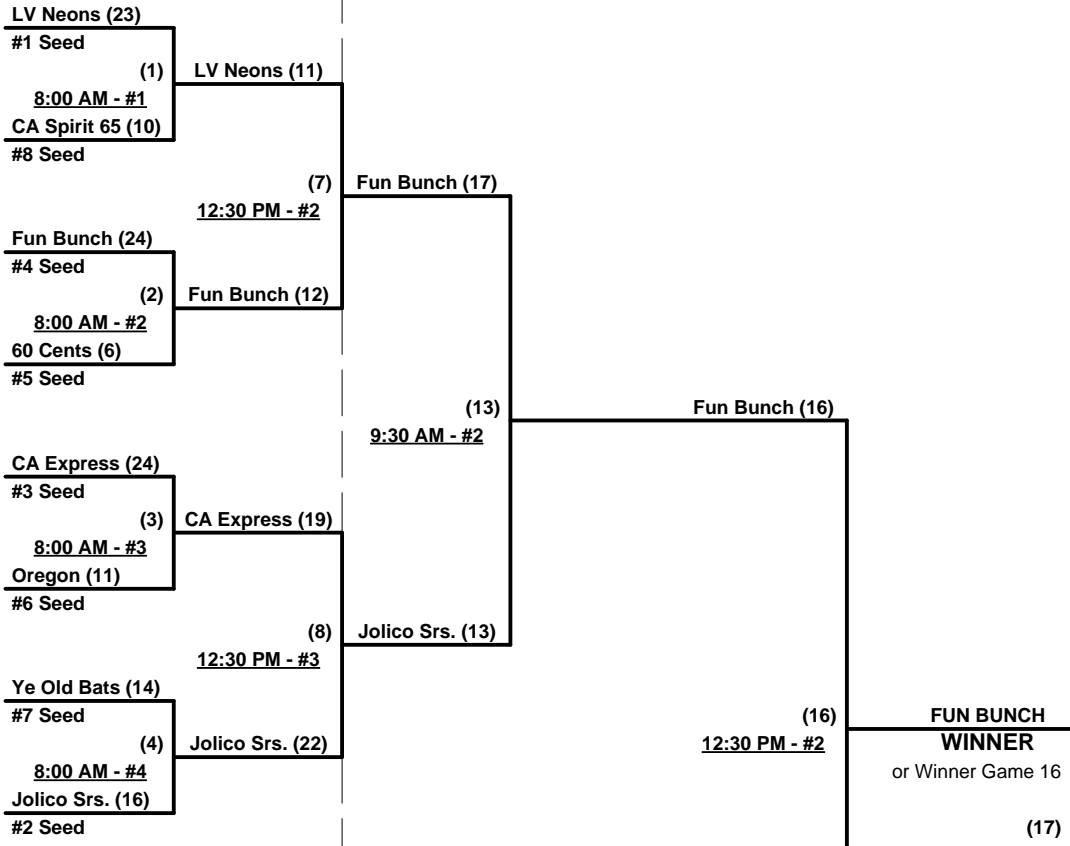 LV Neons (23)
#1 Seed
(1)
LV Neons (11)
8:00 AM - #1
CA Spirit 65 (10)
#8 Seed
(7)
Fun Bunch (17)
12:30 PM - #2
Fun Bunch (24)
#4 Seed
(2)
Fun Bunch (12)
8:00 AM - #2
60 Cents (6)
#5 Seed
(13)
Fun Bunch (16)
9:30 AM - #2
CA Express (24)
#3 Seed
(3)
CA Express (19)
8:00 AM - #3
Oregon (11)
#6 Seed
(8)
Jolico Srs. (13)
12:30 PM - #3
Ye Old Bats (14)
#7 Seed
(4)
Jolico Srs. (22)
8:00 AM - #4
Jolico Srs. (16)
#2 Seed
(16)
12:30 PM - #2
FUN BUNCH
WINNER
or Winner Game 16
(17)